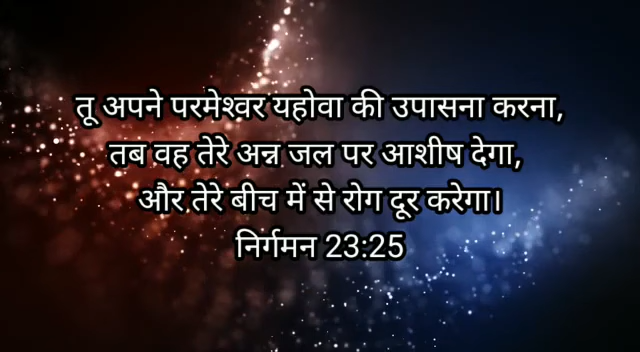 तू अपने परमेश्वर यहोवा की उपासना करना,
तब वह तेरे अन्न जल पर आशीष देगा,
और तेरे बीच में से रोग दूर करेगा।
निर्गमन 23:25